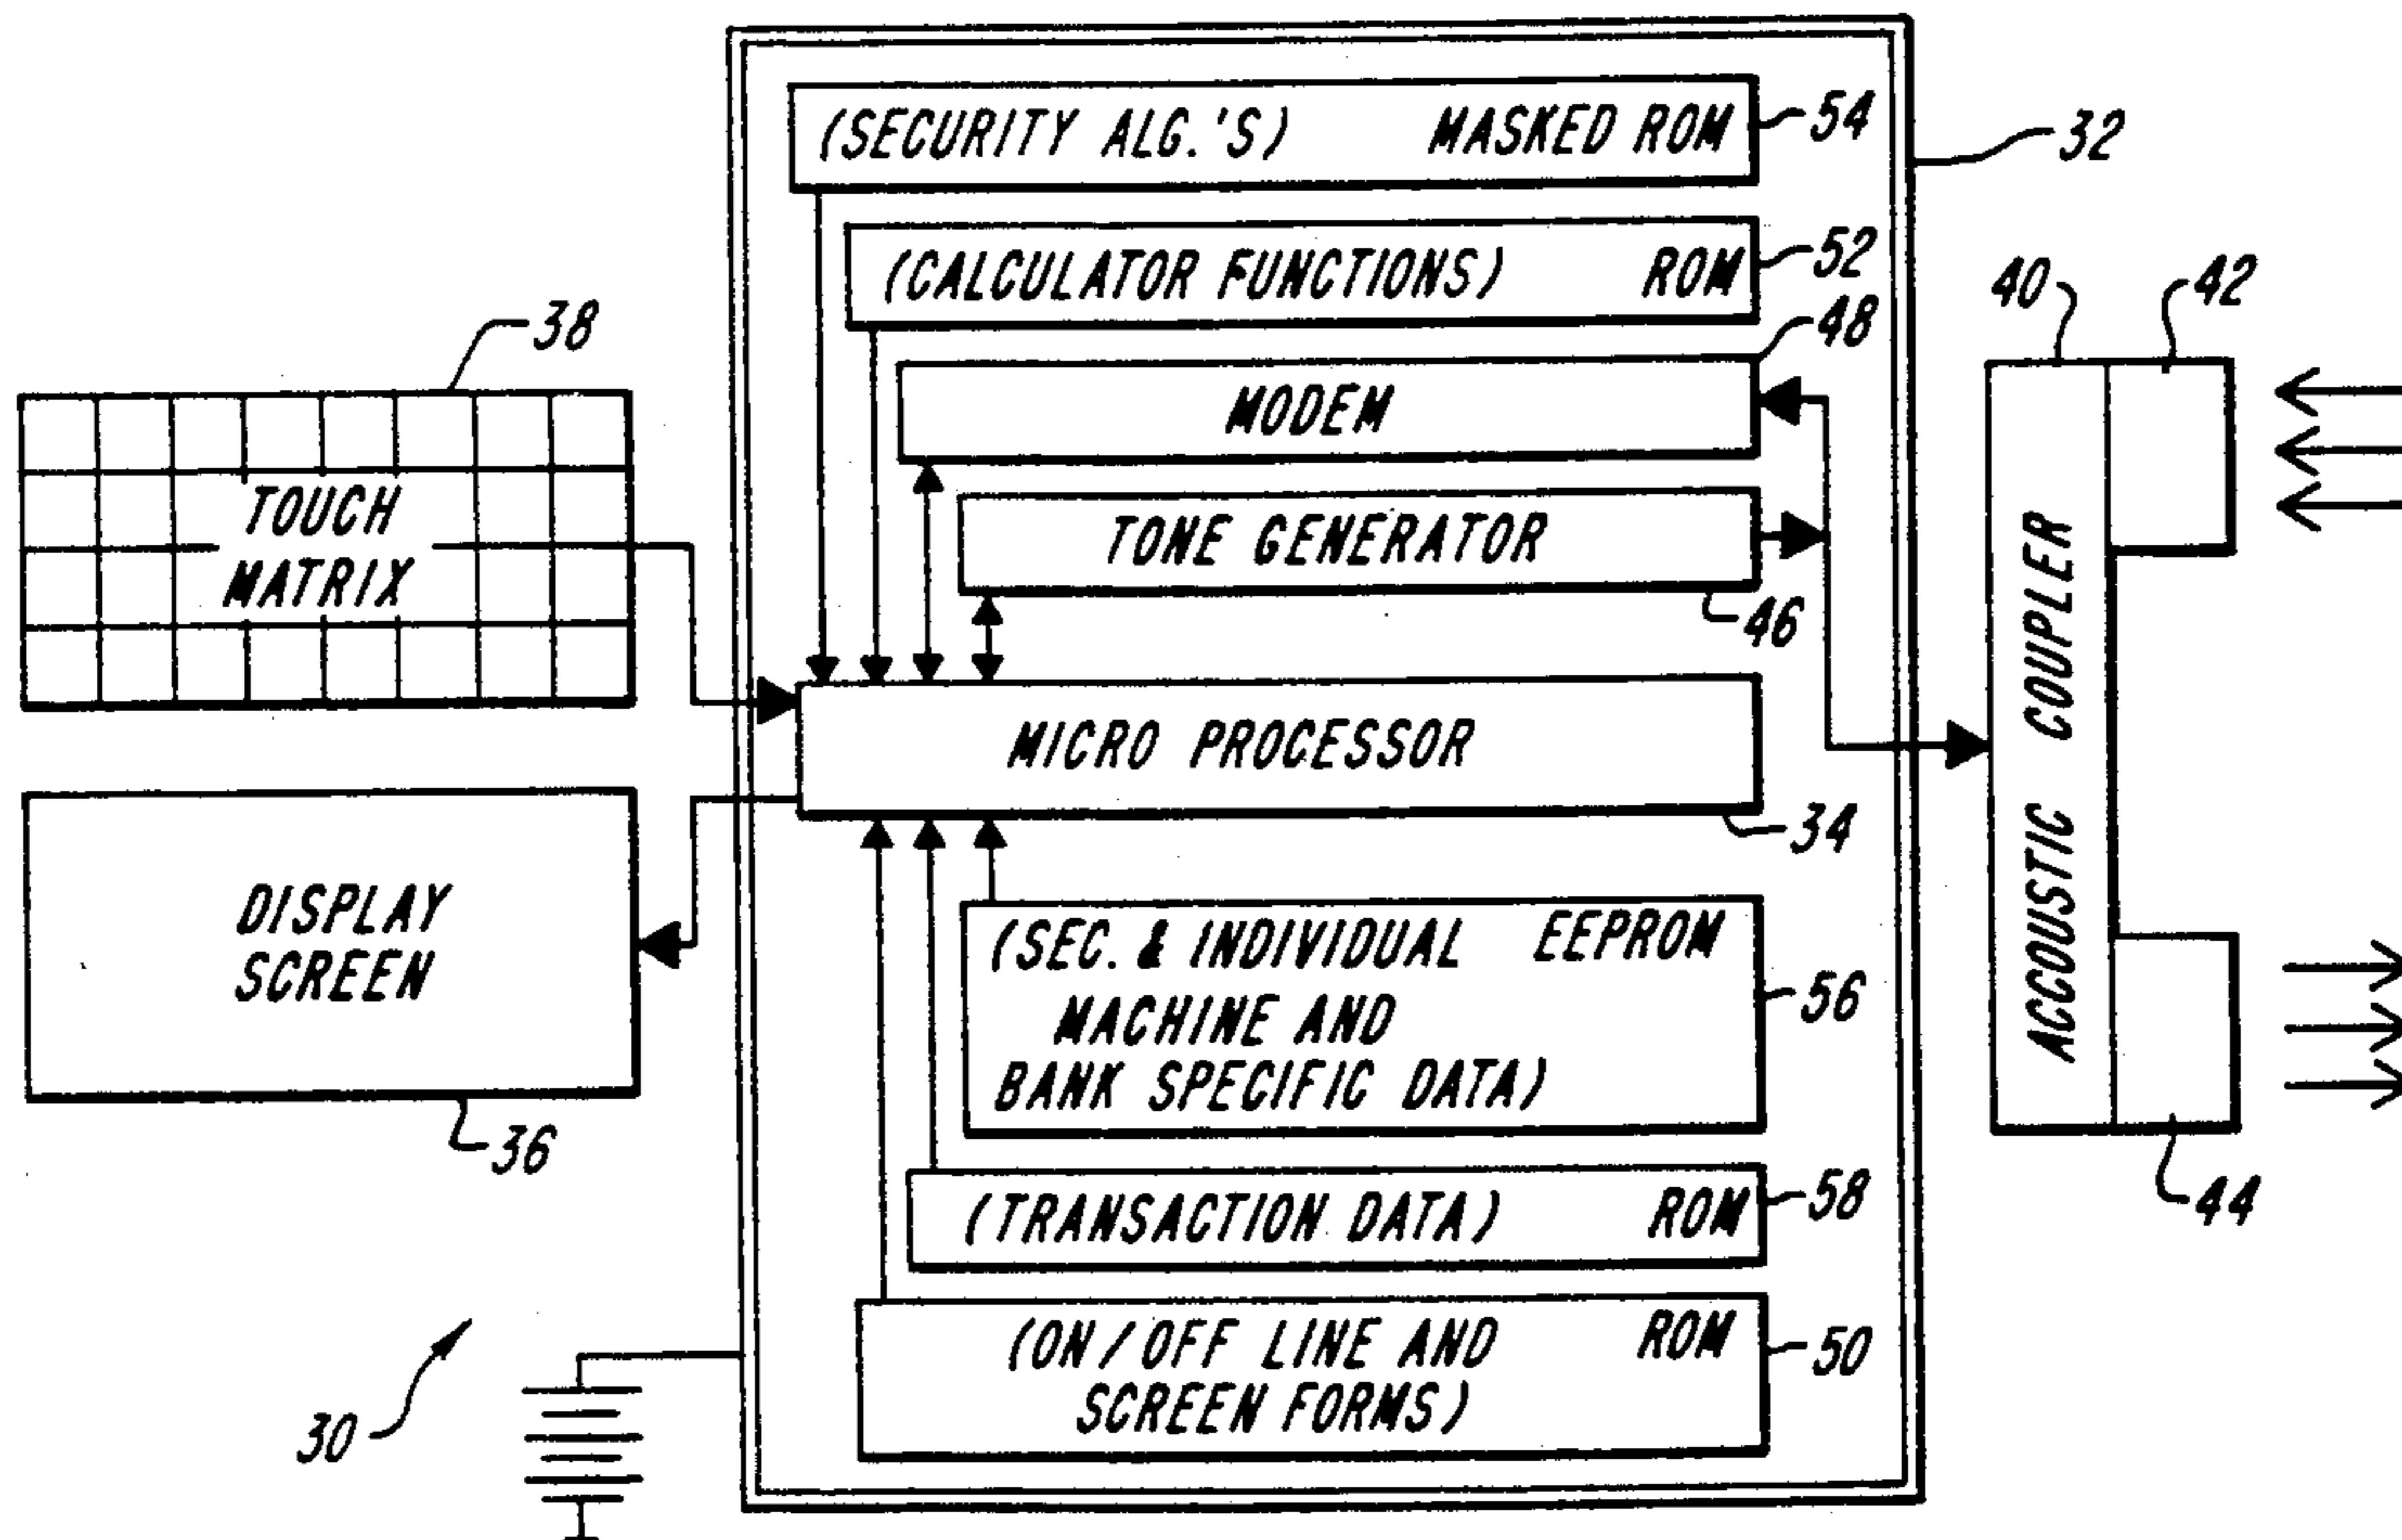 (SECURITY ALG.'S) MASKED ROM
54
32
(CALCULATOR FUNCTIONS) ROM
52
48
40
42
38
MODEM
TOUCH
MATRIX
TONE GENERATOR
46
MICRO PROCESSOR
34
ACCOUSTIC COUPLER
DISPLAY
SCREEN
36
(SEC. & INDIVIDUAL EEPROM
MACHINE AND
BANK SPECIFIC DATA)
56
(TRANSACTION DATA) ROM
58
44
(ON/OFF LINE AND ROM
SCREEN FORMS)
50
30